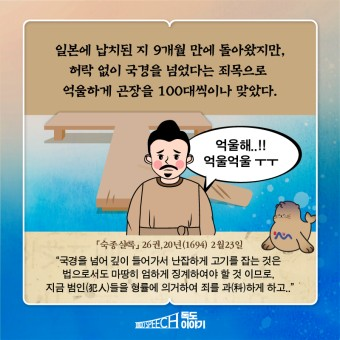 일본에 납치된 지 9개월 만에 돌아왔지만,
허락 없이 국경을 넘었다는 죄목으로
억울하게 곤장을 100대씩이나 맞았다.
억울해..!!
억울억울 ㅜㅜ
「숙종실록」 26권, 20년(1694) 2월23일
“국경을 넘어 깊이 들어가서 난잡하게 고기를 잡는 것은
법으로서도 마땅히 엄하게 징계하여야 할 것 이므로,
지금 범인(犯人)들을 형률에 의거하여 죄를 과(科)하게 하고..”
SPEECH 독도
이야기